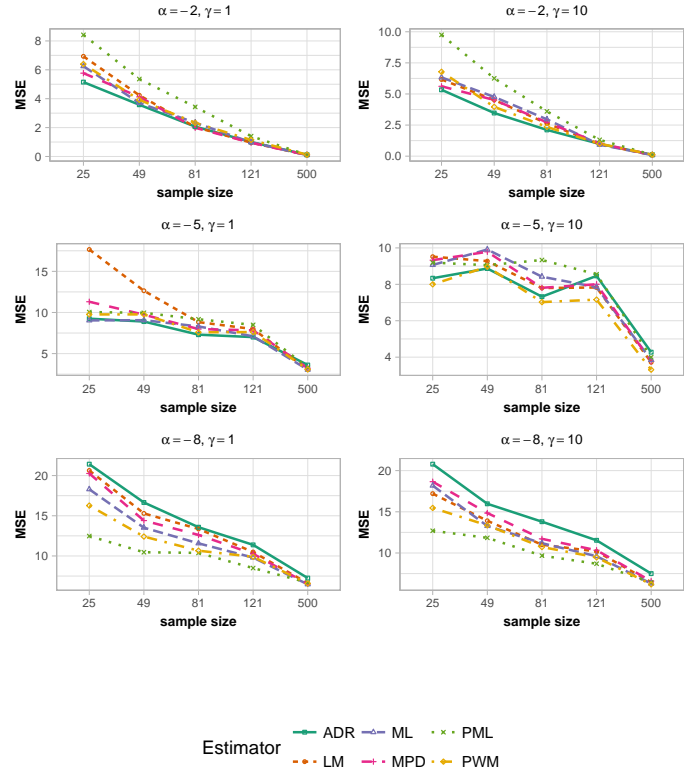 α = −2, γ = 1
MSE
8
6
4
2
0
25 49 81 121 500
sample size
α = −2, γ = 10
MSE
10.0
7.5
5.0
2.5
0.0
25 49 81 121 500
sample size
α = −5, γ = 1
MSE
15
10
5
25 49 81 121 500
sample size
α = −5, γ = 10
MSE
10
8
6
4
25 49 81 121 500
sample size
α = −8, γ = 1
MSE
20
15
10
25 49 81 121 500
sample size
α = −8, γ = 10
MSE
20
15
10
25 49 81 121 500
sample size
Estimator
ADR ML PML
LM MPD PWM